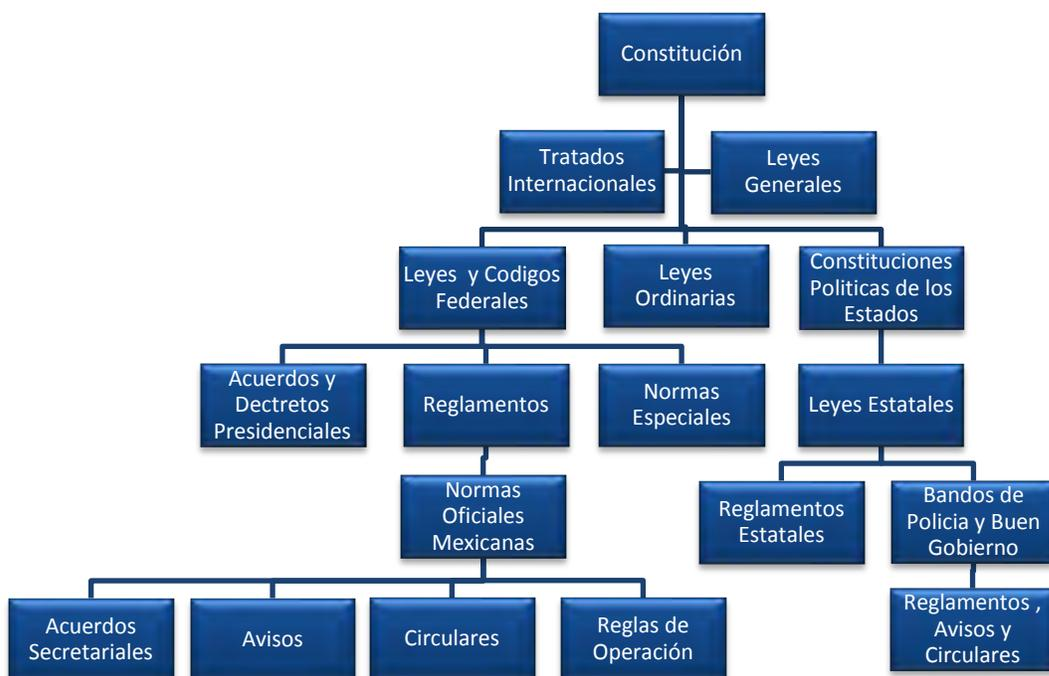 Constitución
Tratados
Internacionales
Leyes
Generales
Leyes y Codigos
Federales
Leyes
Ordinarias
Constituciones
Politicas de los
Estados
Acuerdos y
Dectretos
Presidenciales
Reglamentos
Normas
Especiales
Leyes Estatales
Normas
Oficiales
Mexicanas
Reglamentos
Estatales
Bandos de
Policia y Buen
Gobierno
Acuerdos
Secretariales
Avisos
Circulares
Reglas de
Operación
Reglamentos ,
Avisos y
Circulares